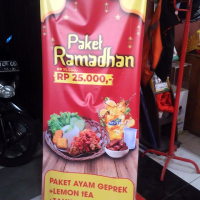 Paket
Ramadhan
RP 25.000,-
PAKET AYAM GEPREK
+LEMON TEA